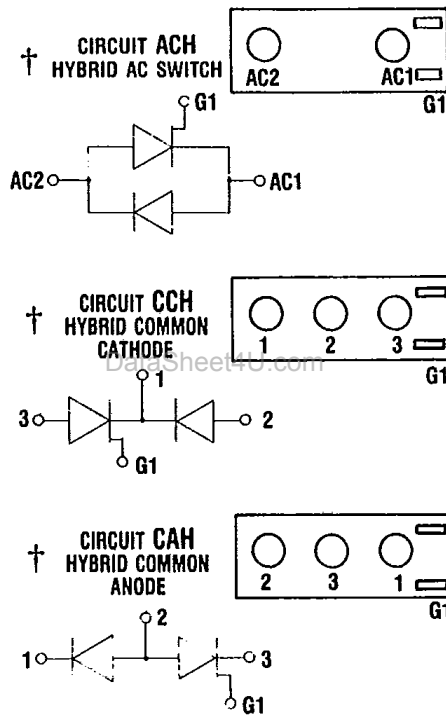 † CIRCUIT ACH
HYBRID AC SWITCH
AC2 AC1
G1
G1
AC2 AC1
† CIRCUIT CCH
HYBRID COMMON
CATHODE
1 2 3
G1
DataSheet4U.com
1
3 2
G1
† CIRCUIT CAH
HYBRID COMMON
ANODE
2 3 1
G1
2
1 3
G1